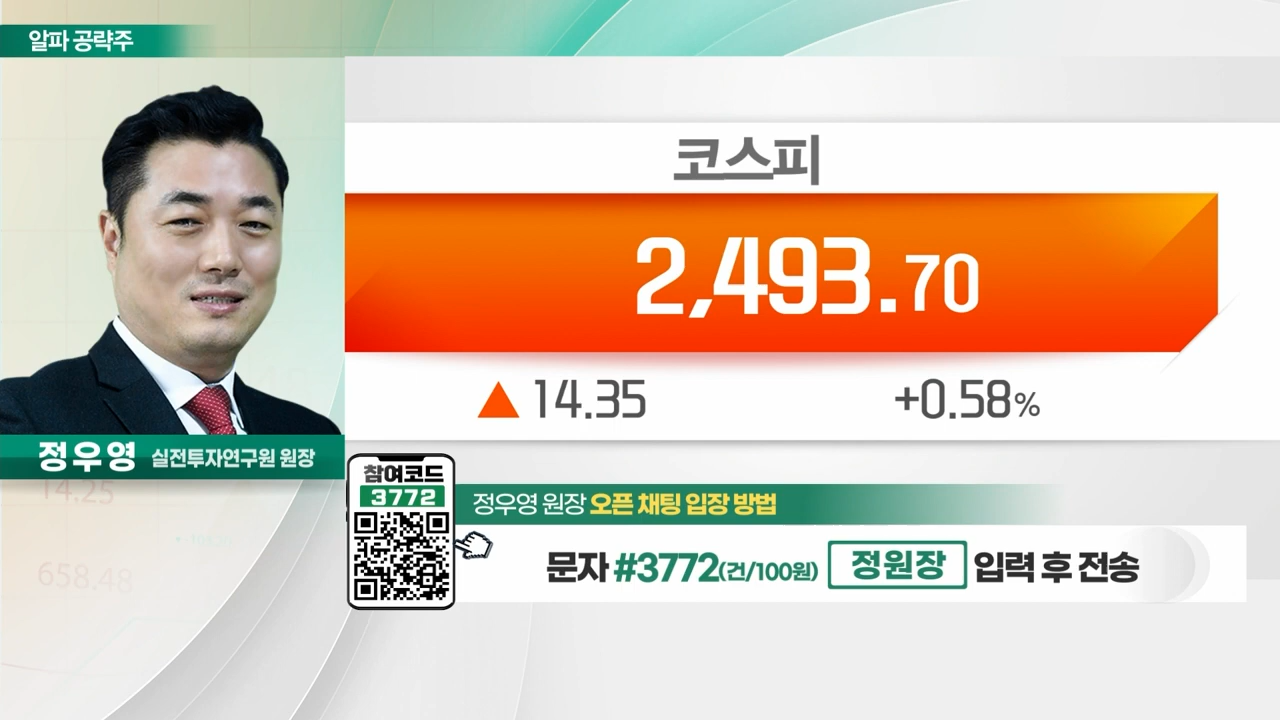 알파 공략주
코스피
2,493.70
▲ 14.35 +0.58%
정우영 실전투자연구원 원장
14.25
658.48
참여코드
3772
정우영 원장 오픈 채팅 입장 방법
문자 #3772(건/100원) 정원장 입력 후 전송